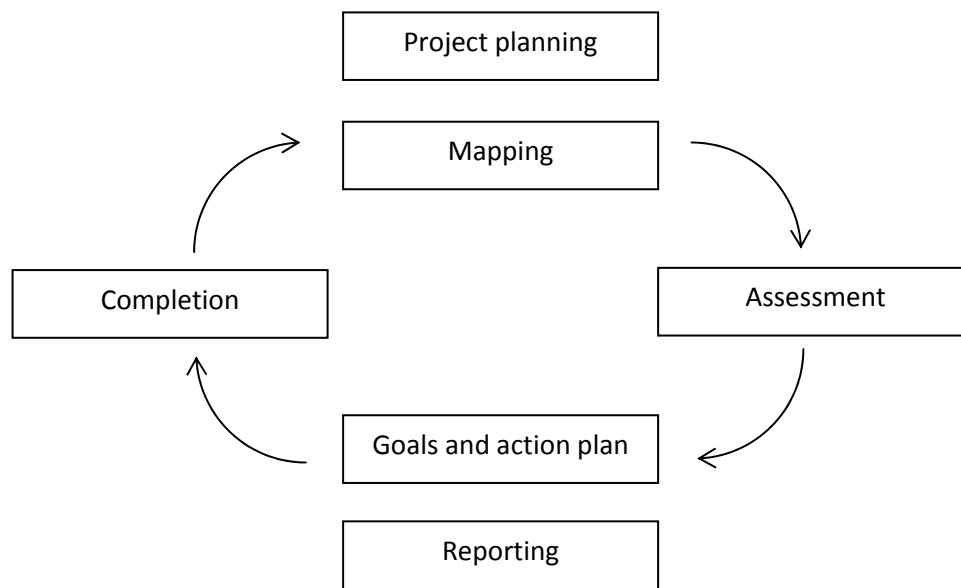 Project planning
Mapping
Completion
Assessment
Goals and action plan
Reporting